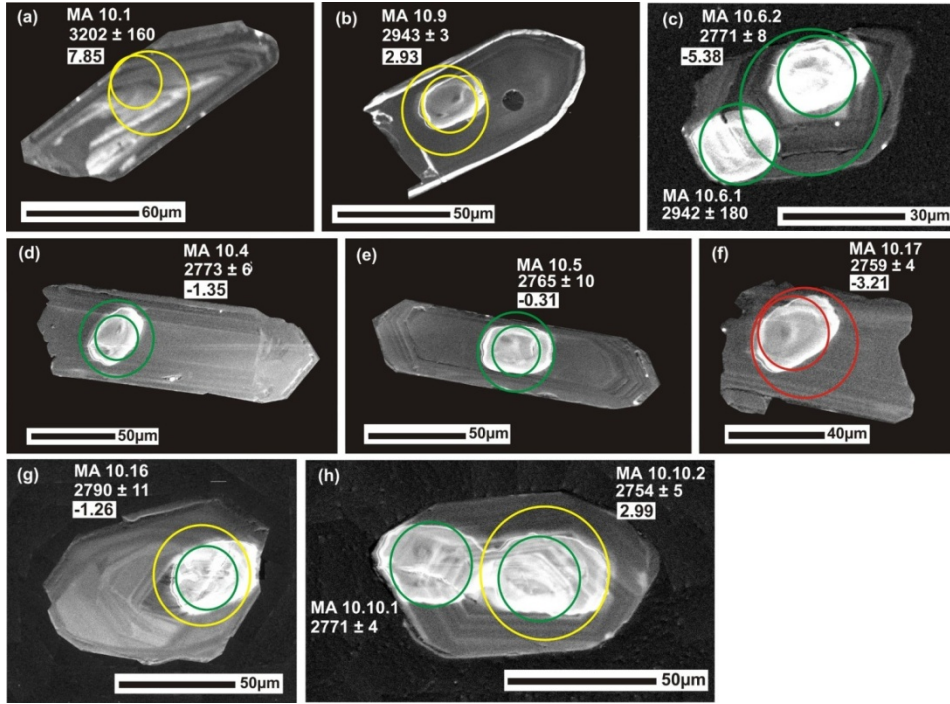 (a)
MA 10.1
3202 ± 160
7.85
60µm
(b)
MA 10.9
2943 ± 3
2.93
50µm
(c)
MA 10.6.2
2771 ± 8
-5.38
MA 10.6.1
2942 ± 180
30µm
(d)
MA 10.4
2773 ± 6
-1.35
50µm
(e)
MA 10.5
2765 ± 10
-0.31
50µm
(f)
MA 10.17
2759 ± 4
-3.21
40µm
(g)
MA 10.16
2790 ± 11
-1.26
50µm
(h)
MA 10.10.2
2754 ± 5
2.99
MA 10.10.1
2771 ± 4
50µm